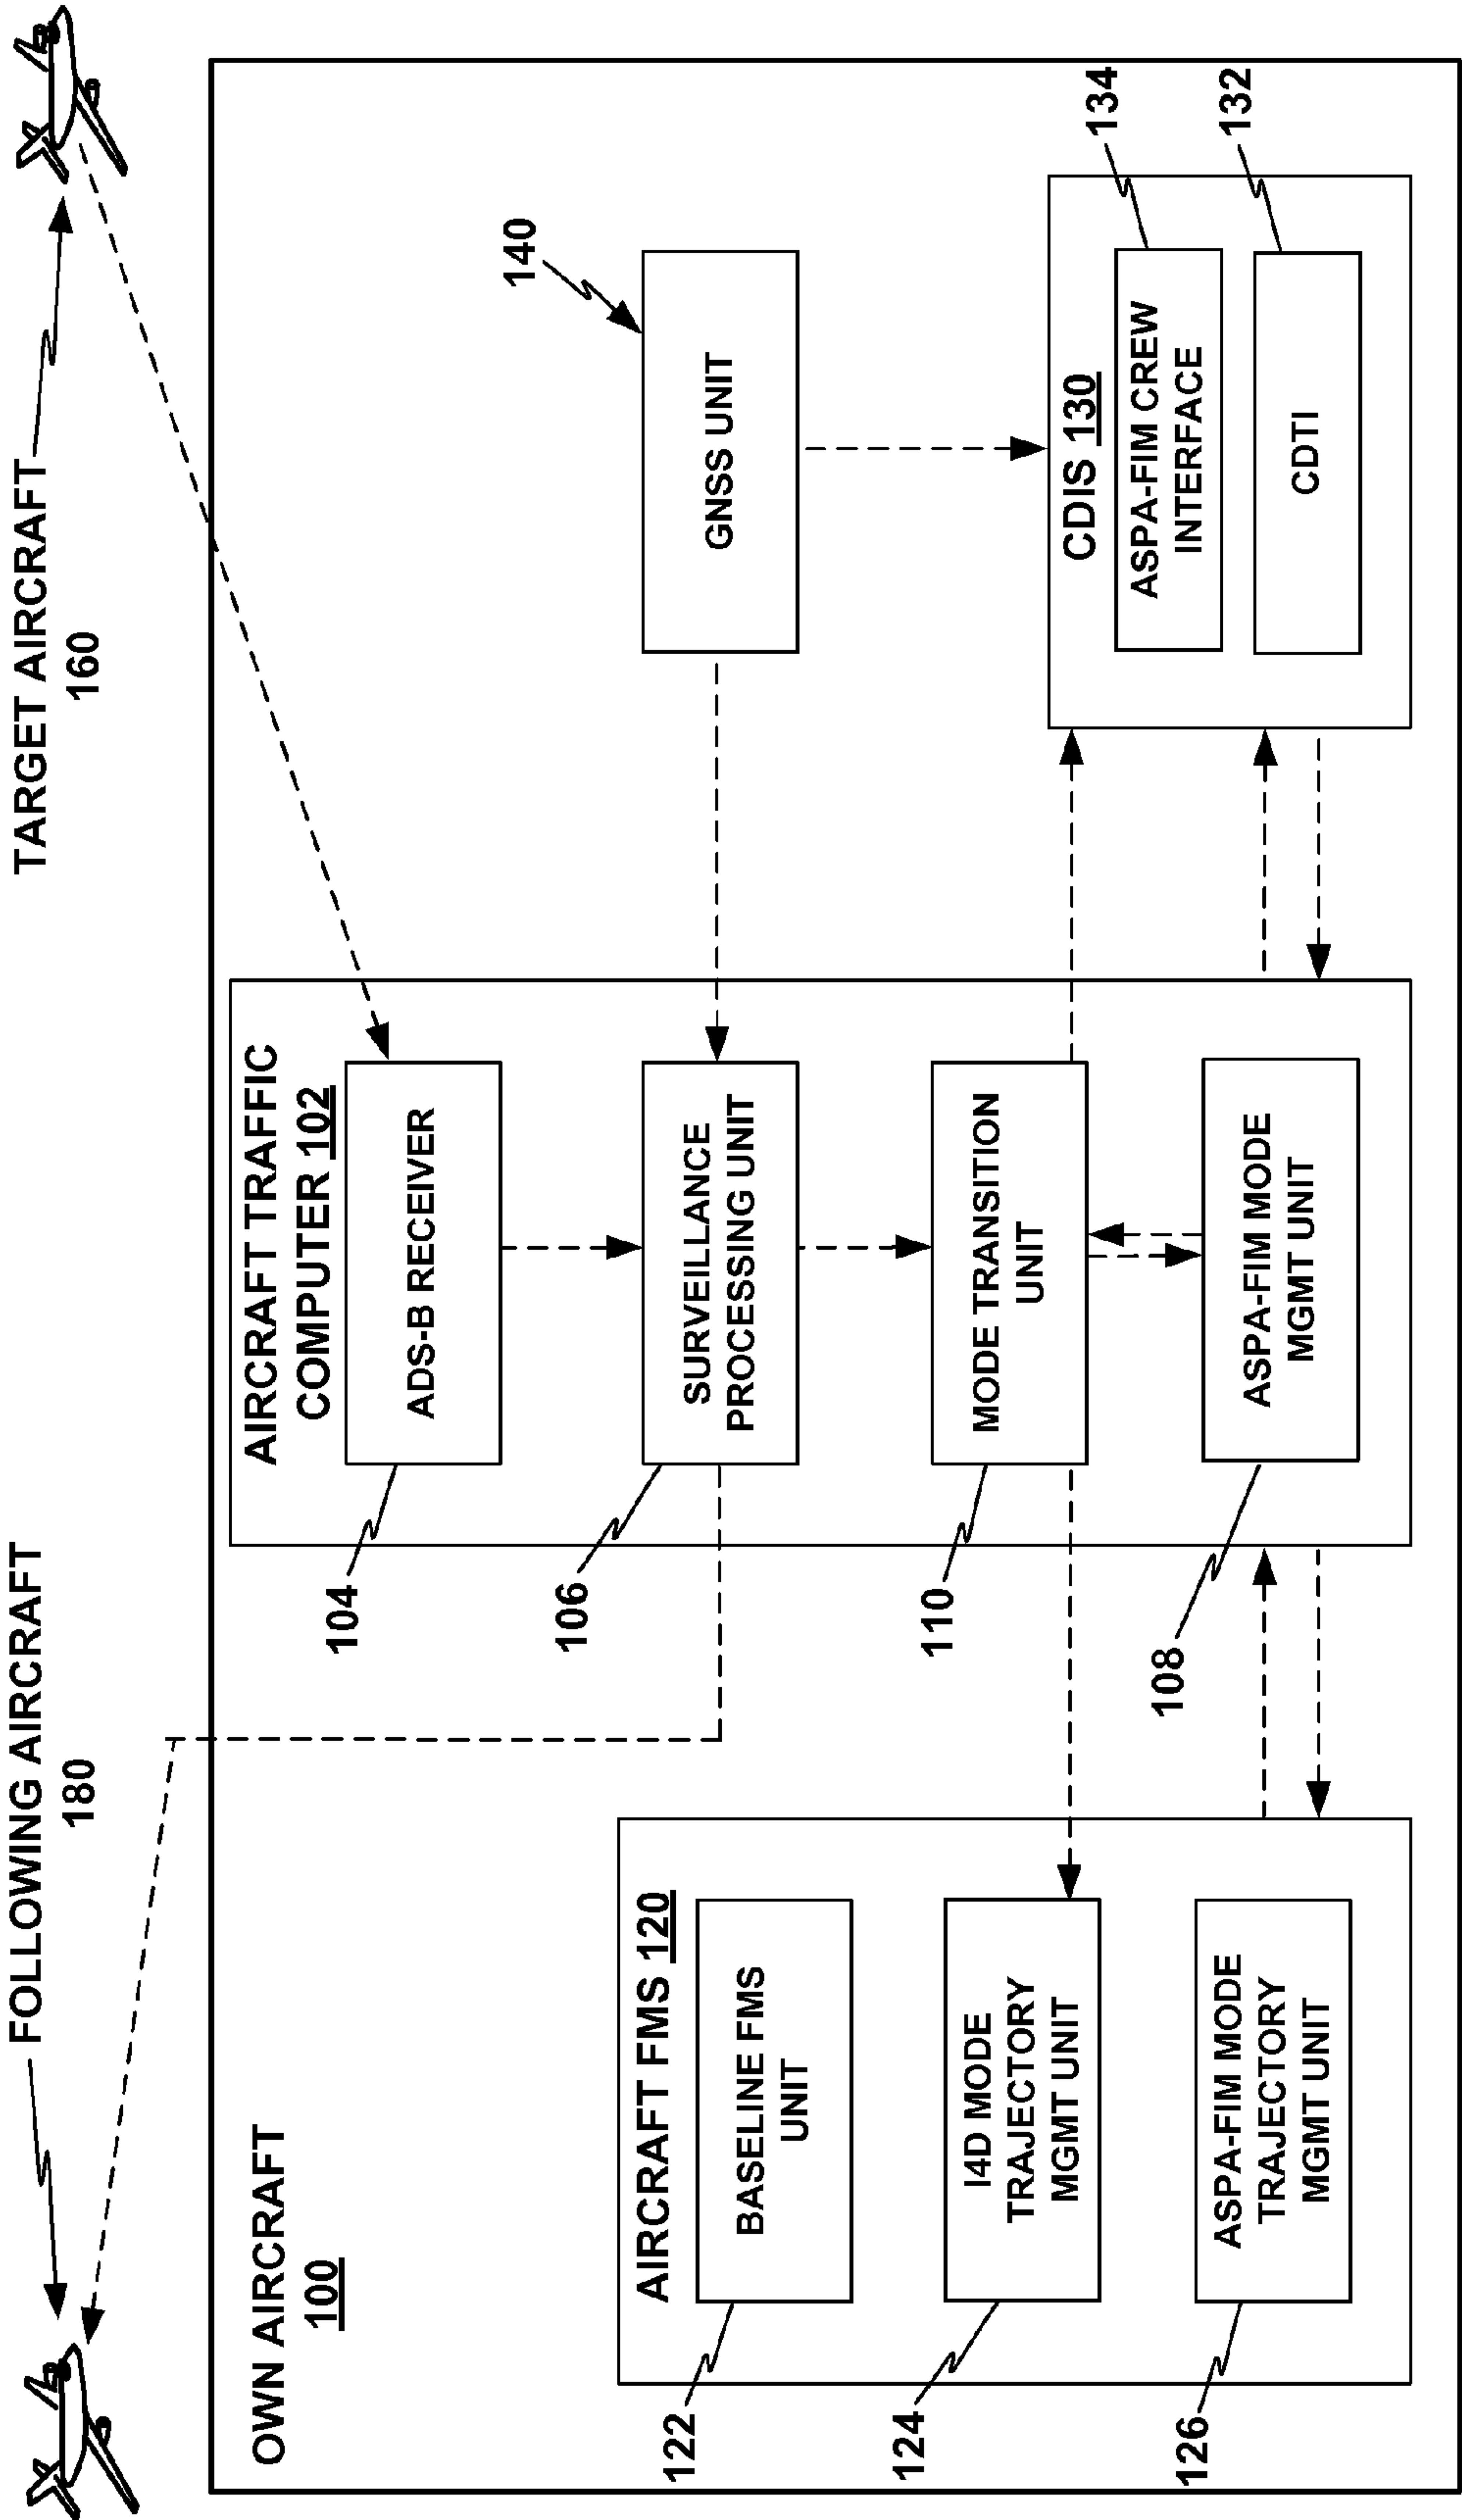 FOLLOWING AIRCRAFT
180
TARGET AIRCRAFT
160
OWN AIRCRAFT
100
AIRCRAFT FMS 120
BASELINE FMS
UNIT
122
I4D MODE
TRAJECTORY
MGMT UNIT
124
ASPA-FIM MODE
TRAJECTORY
MGMT UNIT
126
AIRCRAFT TRAFFIC
COMPUTER 102
ADS-B RECEIVER
104
SURVEILLANCE
PROCESSING UNIT
106
MODE TRANSITION
UNIT
110
ASPA-FIM MODE
MGMT UNIT
108
140
GNSS UNIT
CDIS 130
ASPA-FIM CREW
INTERFACE
134
CDTI
132